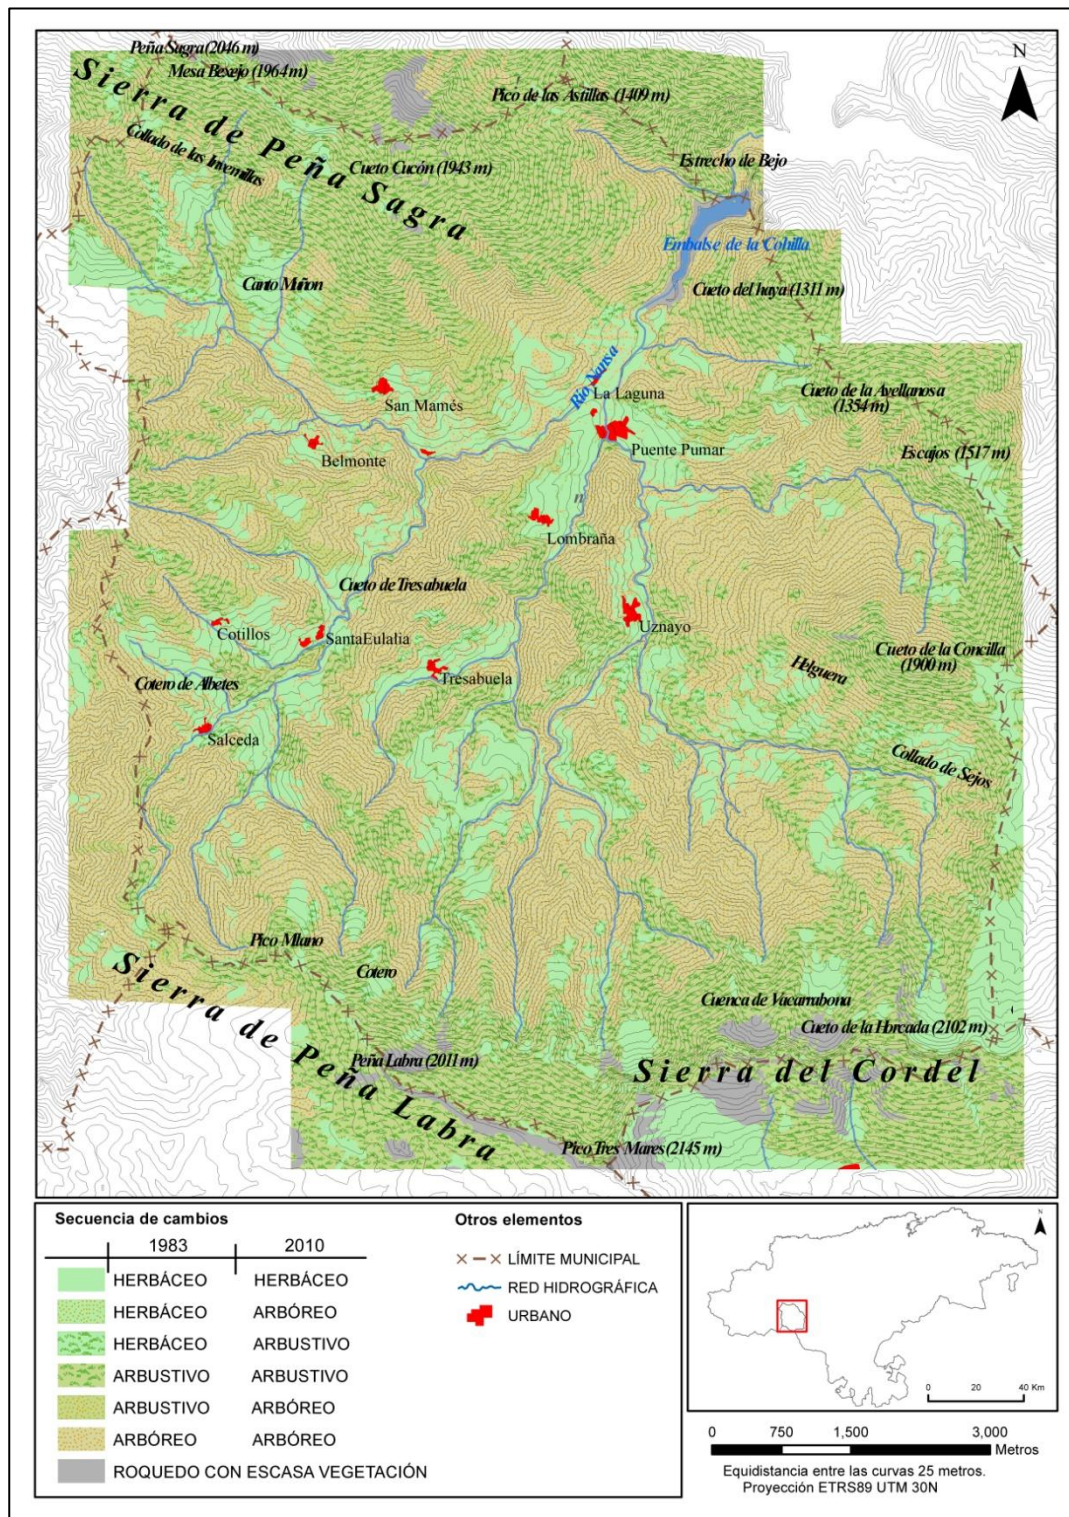 Peña Sagra (2046 m)
Mesa Bexejo (1964 m)
Sierra de Peña Sagra
Pico de las Astillas (1409 m)
N
Collado de las Invernillas
Cueto Cucón (1943 m)
Estrecho de Bejo
Embalse de la Cohilla
Canto Muñon
Cueto del haya (1311 m)
Río Nansa
La Laguna
San Mamés
Cueto de la Avellanosa
(1354 m)
Puente Pumar
Belmonte
Escajos (1517 m)
n
Lombraña
Cueto de Tresabuela
Cotillos
SantaEulalia
Uznayo
Cueto de la Concilla
(1900 m)
Helguera
Cotero de Albetes
Tresabuela
Salceda
Collado de Sejos
Pico Milano
Cotero
Sierra de Peña Labra
Cuenca de Vacarrabona
Cueto de la Horcada (2102 m)
Peña Labra (2011 m)
Sierra del Cordel
Pico Tres Mares (2145 m)
Secuencia de cambios
1983 2010
HERBÁCEO HERBÁCEO
HERBÁCEO ARBÓREO
HERBÁCEO ARBUSTIVO
ARBUSTIVO ARBUSTIVO
ARBUSTIVO ARBÓREO
ARBÓREO ARBÓREO
ROQUEDO CON ESCASA VEGETACIÓN
Otros elementos
LÍMITE MUNICIPAL
RED HIDROGRÁFICA
URBANO
N
0 20 40 Km
0 750 1,500 3,000
Metros
Equidistancia entre las curvas 25 metros.
Proyección ETRS89 UTM 30N